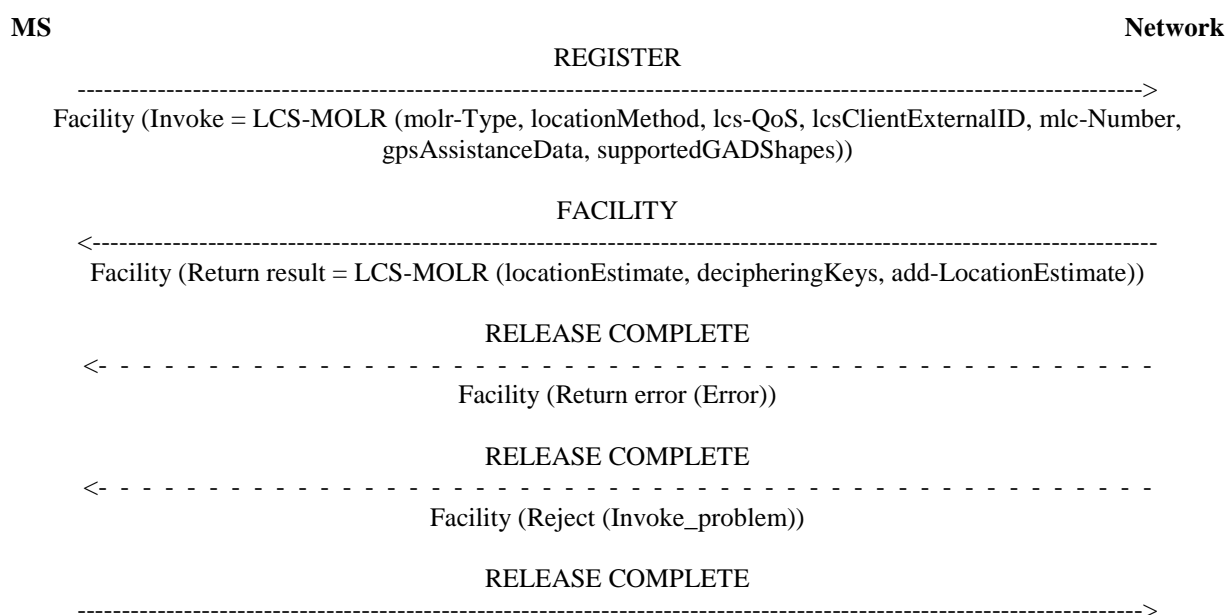 MS Network
REGISTER
------------------------------------------------------------------------------------------------------------------------>
Facility (Invoke = LCS-MOLR (molr-Type, locationMethod, lcs-QoS, lcsClientExternalID, mlc-Number,
gpsAssistanceData, supportedGADShapes))
FACILITY
<------------------------------------------------------------------------------------------------------------------------
Facility (Return result = LCS-MOLR (locationEstimate, decipheringKeys, add-LocationEstimate))
RELEASE COMPLETE
<- - - - - - - - - - - - - - - - - - - - - - - - - - - - - - - - - - - - - - - - - - - - - - - -
Facility (Return error (Error))
RELEASE COMPLETE
<- - - - - - - - - - - - - - - - - - - - - - - - - - - - - - - - - - - - - - - - - - - - - - - -
Facility (Reject (Invoke_problem))
RELEASE COMPLETE
------------------------------------------------------------------------------------------------------------------------>